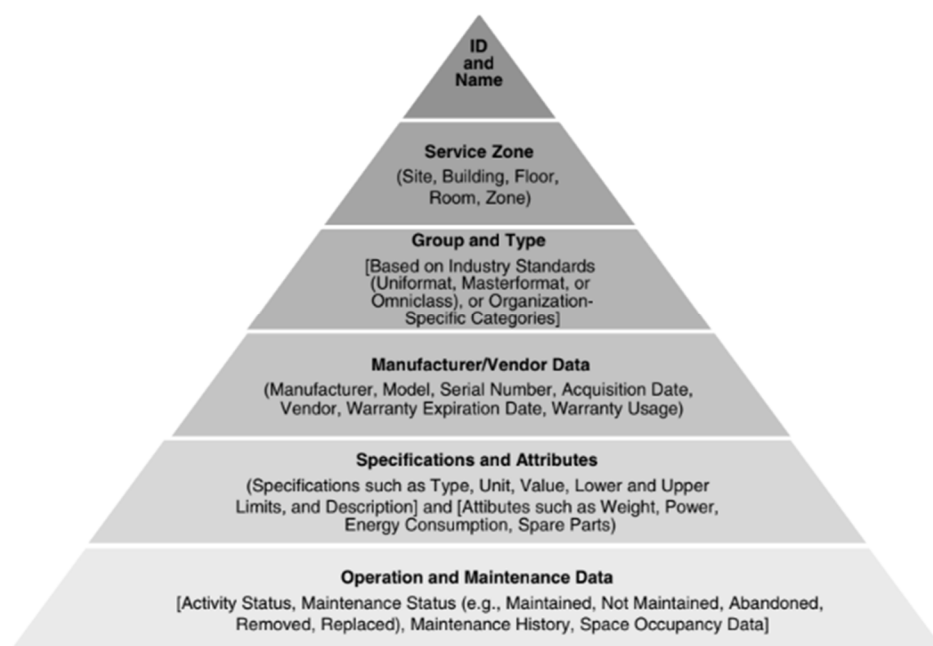 ID
and
Name
Service Zone
(Site, Building, Floor,
Room, Zone)
Group and Type
[Based on Industry Standards
(Uniformat, Masterformat, or
Omniclass), or Organization-
Specific Categories]
Manufacturer/Vendor Data
(Manufacturer, Model, Serial Number, Acquisition Date,
Vendor, Warranty Expiration Date, Warranty Usage)
Specifications and Attributes
(Specifications such as Type, Unit, Value, Lower and Upper
Limits, and Description] and [Attibutes such as Weight, Power,
Energy Consumption, Spare Parts)
Operation and Maintenance Data
[Activity Status, Maintenance Status (e.g., Maintained, Not Maintained, Abandoned,
Removed, Replaced), Maintenance History, Space Occupancy Data]